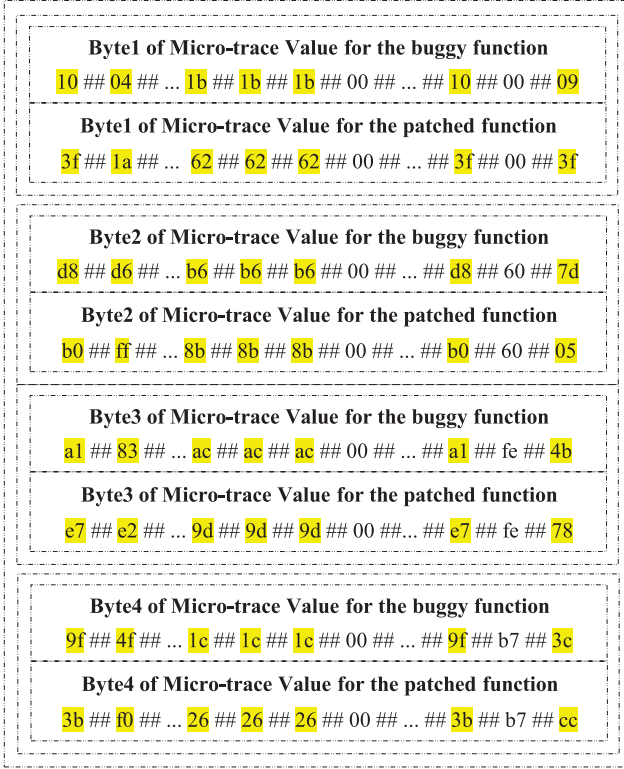 Byte1 of Micro-trace Value for the buggy function
10 ## 04 ## ... 1b ## 1b ## 1b ## 00 ## ... ## 10 ## 00 ## 09
Byte1 of Micro-trace Value for the patched function
3f ## 1a ## ... 62 ## 62 ## 62 ## 00 ## ... ## 3f ## 00 ## 3f
Byte2 of Micro-trace Value for the buggy function
d8 ## d6 ## ... b6 ## b6 ## b6 ## 00 ## ... ## d8 ## 60 ## 7d
Byte2 of Micro-trace Value for the patched function
b0 ## ff ## ... 8b ## 8b ## 8b ## 00 ## ... ## b0 ## 60 ## 05
Byte3 of Micro-trace Value for the buggy function
a1 ## 83 ## ... ac ## ac ## ac ## 00 ## ... ## a1 ## fe ## 4b
Byte3 of Micro-trace Value for the patched function
e7 ## e2 ## ... 9d ## 9d ## 9d ## 00 ##... ## e7 ## fe ## 78
Byte4 of Micro-trace Value for the buggy function
9f ## 4f ## ... 1c ## 1c ## 1c ## 00 ## ... ## 9f ## b7 ## 3c
Byte4 of Micro-trace Value for the patched function
3b ## f0 ## ... 26 ## 26 ## 26 ## 00 ## ... ## 3b ## b7 ## cc